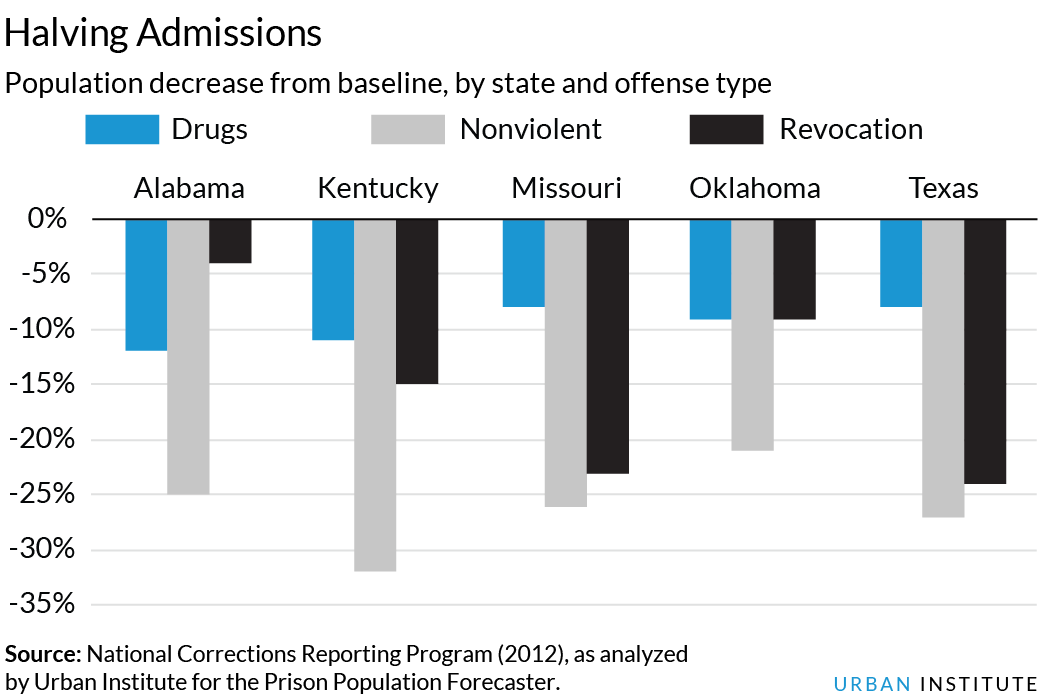 Halving Admissions
Population decrease from baseline, by state and offense type
Drugs Nonviolent Revocation
Alabama Kentucky Missouri Oklahoma Texas
0%
-5%
-10%
-15%
-20%
-25%
-30%
-35%
Source: National Corrections Reporting Program (2012), as analyzed
by Urban Institute for the Prison Population Forecaster.
URBAN INSTITUTE